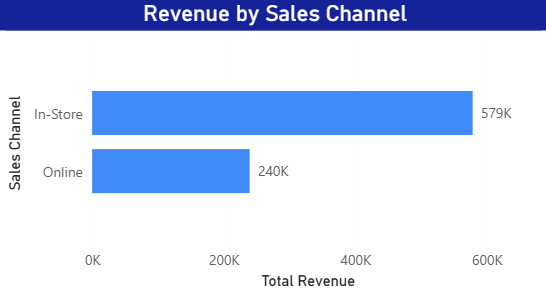 Revenue by Sales Channel
Sales Channel
In-Store
579K
Online
240K
0K
200K
400K
600K
Total Revenue